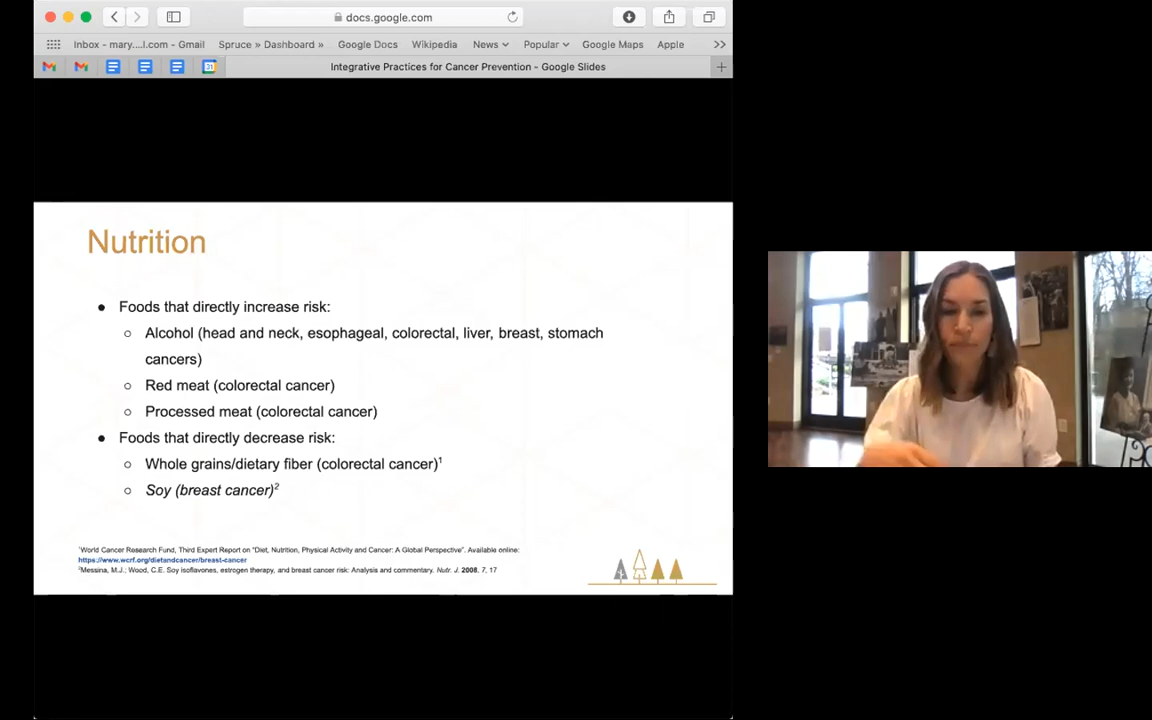 docs.google.com
Inbox - mary....l.com - Gmail Spruce » Dashboard » Google Docs Wikipedia News Popular Google Maps Apple >>
31 Integrative Practices for Cancer Prevention - Google Slides +
Nutrition
● Foods that directly increase risk:
○ Alcohol (head and neck, esophageal, colorectal, liver, breast, stomach
cancers)
○ Red meat (colorectal cancer)
○ Processed meat (colorectal cancer)
● Foods that directly decrease risk:
○ Whole grains/dietary fiber (colorectal cancer)¹
○ Soy (breast cancer)²
¹World Cancer Research Fund, Third Expert Report on "Diet, Nutrition, Physical Activity and Cancer: A Global Perspective". Available online:
https://www.wcrf.org/dietandcancer/breast-cancer
²Messina, M.J.; Wood, C.E. Soy isoflavones, estrogen therapy, and breast cancer risk: Analysis and commentary. Nutr. J. 2008. 7, 17